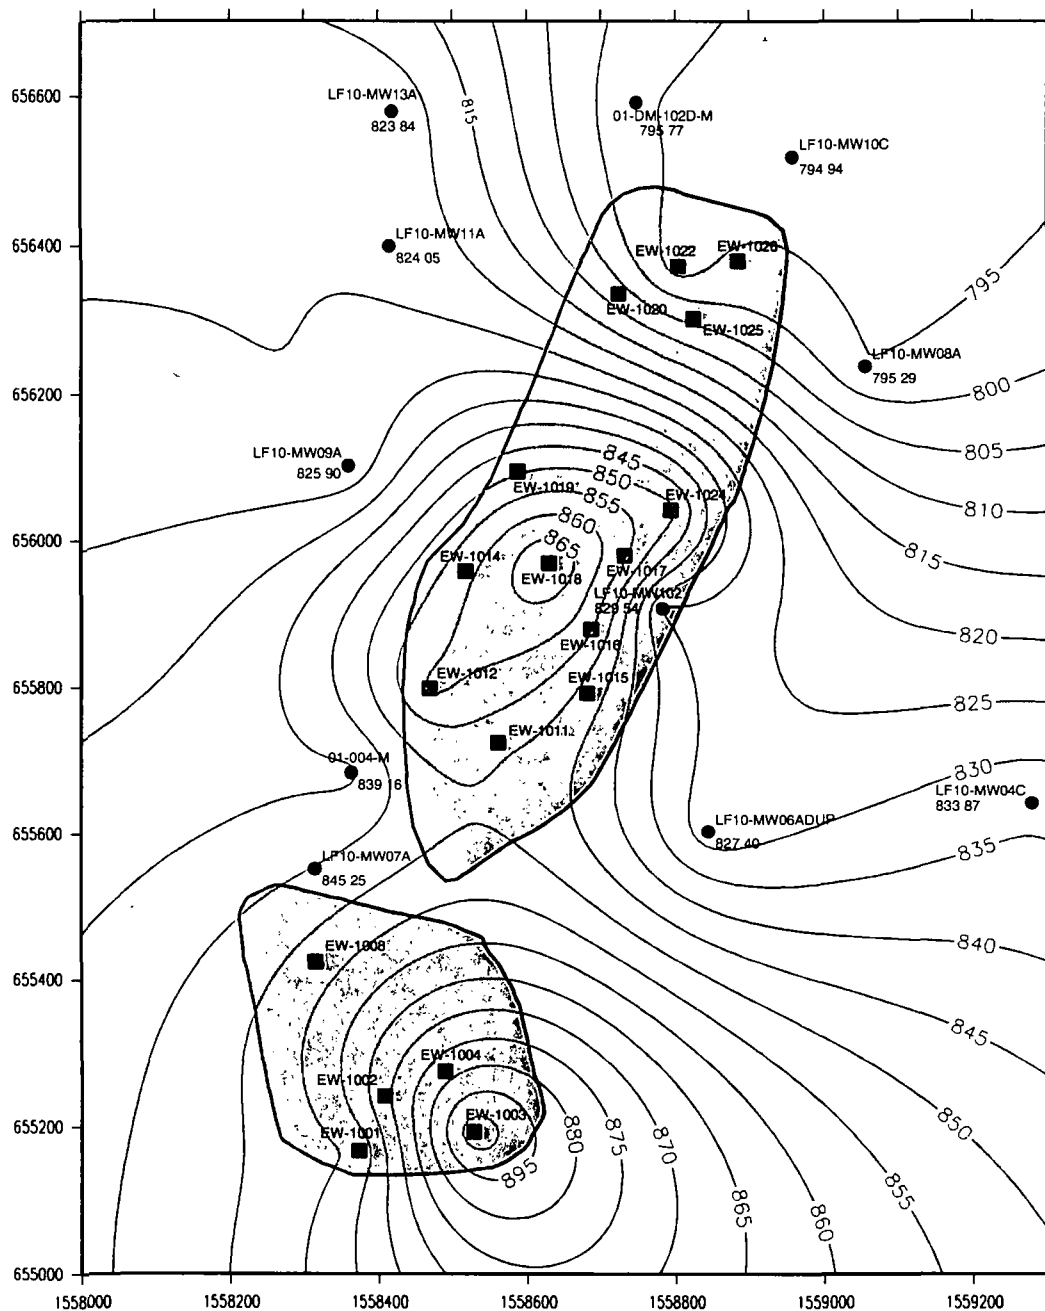 656600
LF10-MW13A
823 84
815
01-DM-102D-M
795 77
LF10-MW10C
794 94
656400
LF10-MW11A
824 05
EW-1022
EW-1026
EW-1020
EW-1025
795
LF10-MW08A
795 29
656200
800
805
LF10-MW09A
825 90
845
850
EW-1019
855
EW-1024
810
860
656000
865
815
EW-1014
EW-1018
EW-1017
LF10-MW102
829 54
EW-1016
820
655800
EW-1012
EW-1015
825
EW-1011
01-004-M
839 16
830
LF10-MW04C
833 87
655600
LF10-MW06ADUP
827 40
835
LF10-MW07A
845 25
840
EW-1008
655400
845
EW-1004
EW-1002
850
655200
EW-1001
EW-1003
895
880
875
870
865
860
855
655000
1558000
1558200
1558400
1558600
1558800
1559000
1559200